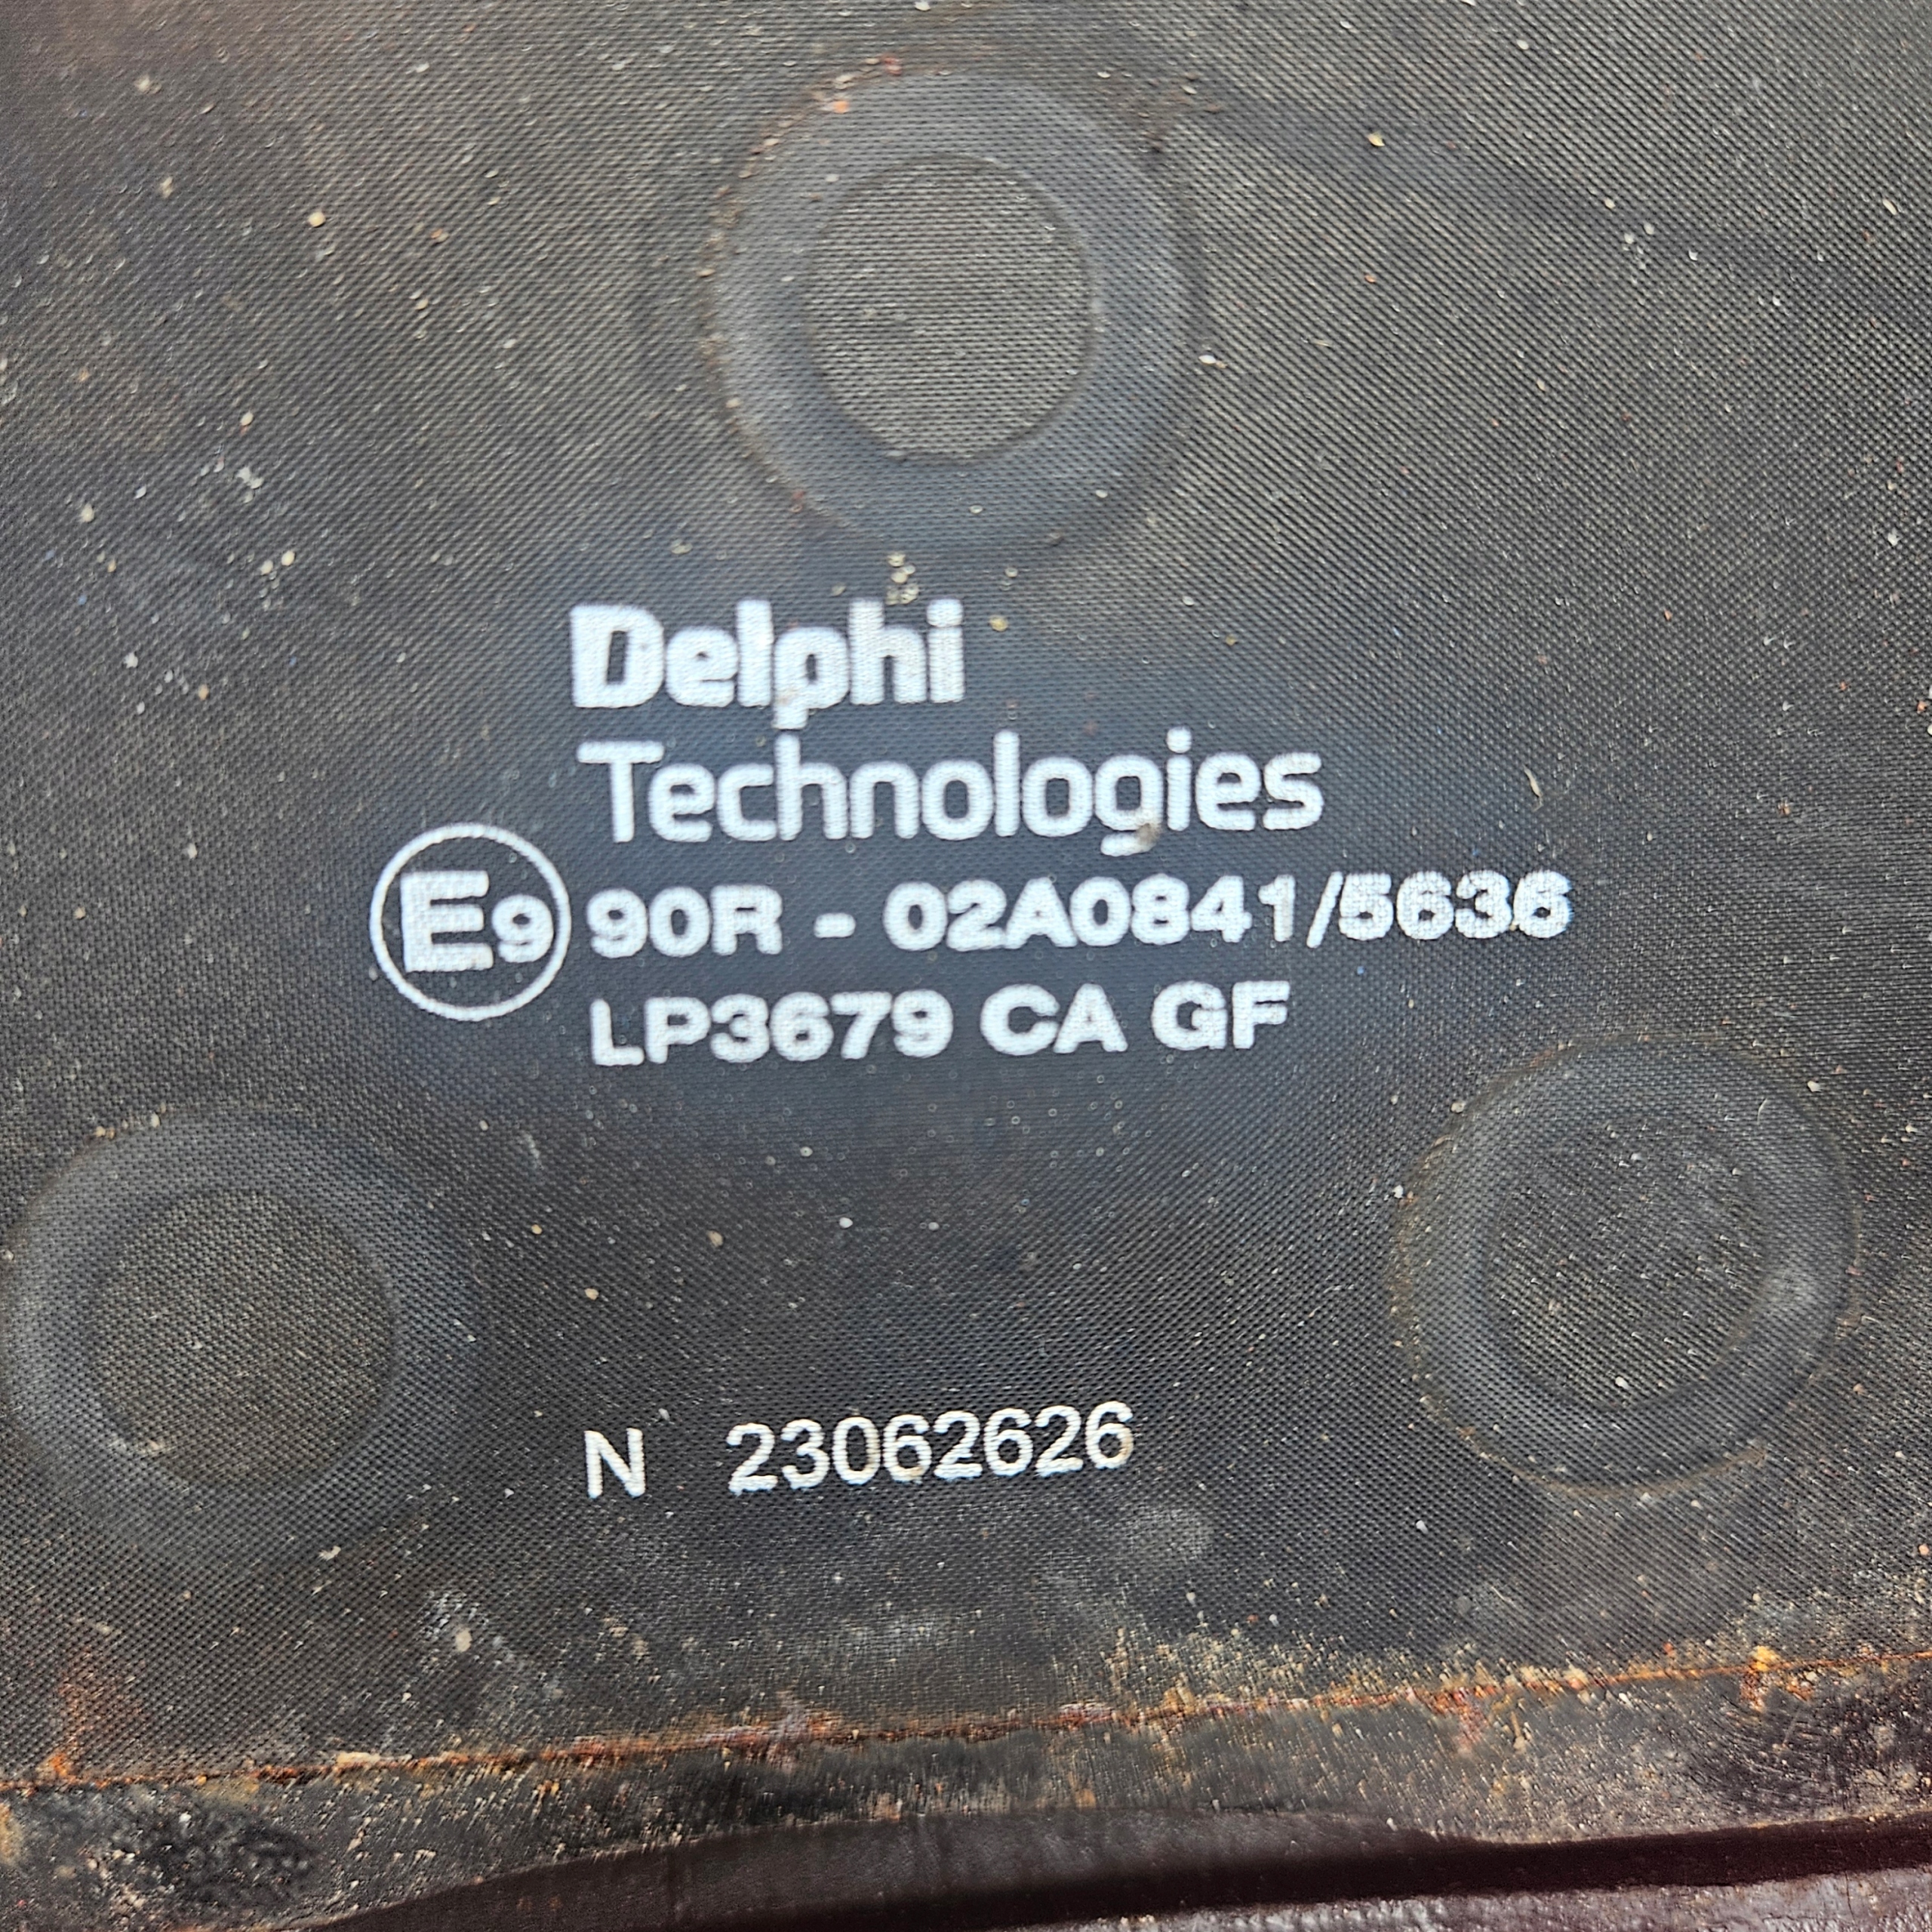 Delphi
Technologies
E9 90R - 02A0841/5636
LP3679 CA GF
N 23062626